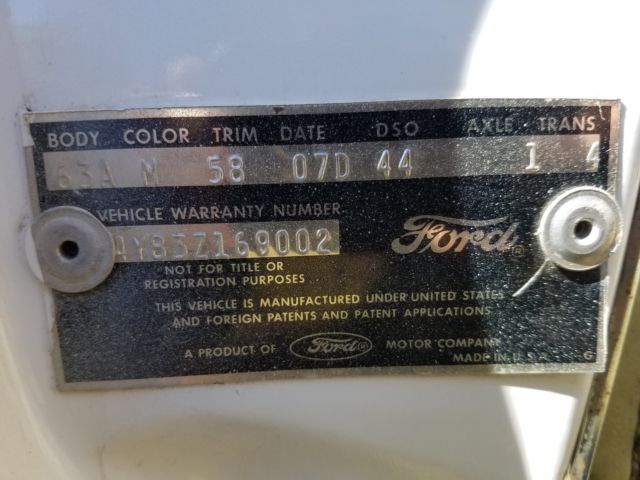 BODY COLOR TRIM DATE DSO AXLE TRANS
63A M 58 07D 44 1 4
VEHICLE WARRANTY NUMBER
4Y83Z169002
Ford®
NOT FOR TITLE OR
REGISTRATION PURPOSES
THIS VEHICLE IS MANUFACTURED UNDER UNITED STATES
AND FOREIGN PATENTS AND PATENT APPLICATIONS
A PRODUCT OF Ford® MOTOR COMPANY
MADE IN U.S.A. G